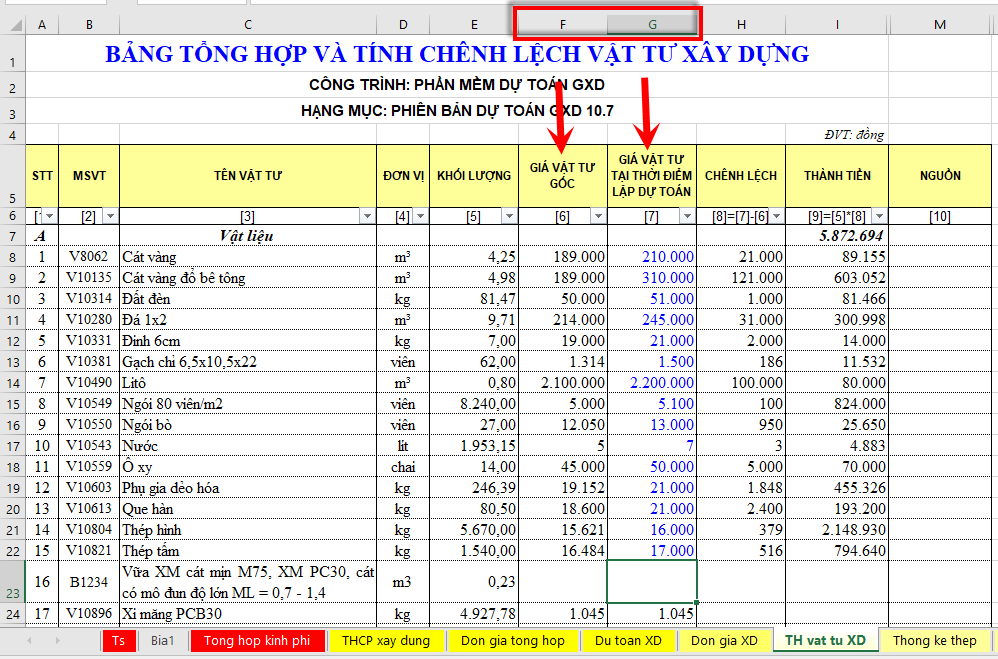 A B C D E F G H I M
1 BẢNG TỔNG HỢP VÀ TÍNH CHÊNH LỆCH VẬT TƯ XÂY DỰNG
2 CÔNG TRÌNH: PHẦN MỀM DỰ TOÁN GXD
3 HẠNG MỤC: PHIÊN BẢN DỰ TOÁN GXD 10.7
4 ĐVT: đồng
5 STT MSVT TÊN VẬT TƯ ĐƠN VỊ KHỐI LƯỢNG GIÁ VẬT TƯ GỐC GIÁ VẬT TƯ TẠI THỜI ĐIỂM LẬP DỰ TOÁN CHÊNH LỆCH THÀNH TIỀN NGUỒN
6 [1 [2] [3] [4] [5] [6] [7] [8]=[7]-[6] [9]=[5]*[8] [10]
7 A Vật liệu 5.872.694
8 1 V8062 Cát vàng m³ 4,25 189.000 210.000 21.000 89.155
9 2 V10135 Cát vàng đổ bê tông m³ 4,98 189.000 310.000 121.000 603.052
10 3 V10314 Đất đèn kg 81,47 50.000 51.000 1.000 81.466
11 4 V10280 Đá 1x2 m³ 9,71 214.000 245.000 31.000 300.998
12 5 V10331 Đinh 6cm kg 7,00 19.000 21.000 2.000 14.000
13 6 V10381 Gạch chỉ 6,5x10,5x22 viên 62,00 1.314 1.500 186 11.532
14 7 V10490 Litô m³ 0,80 2.100.000 2.200.000 100.000 80.000
15 8 V10549 Ngói 80 viên/m2 viên 8.240,00 5.000 5.100 100 824.000
16 9 V10550 Ngói bò viên 27,00 12.050 13.000 950 25.650
17 10 V10543 Nước lít 1.953,15 5 7 3 4.883
18 11 V10559 Ô xy chai 14,00 45.000 50.000 5.000 70.000
19 12 V10603 Phụ gia dẻo hóa kg 246,39 19.152 21.000 1.848 455.326
20 13 V10613 Que hàn kg 80,50 18.600 21.000 2.400 193.200
21 14 V10804 Thép hình kg 5.670,00 15.621 16.000 379 2.148.930
22 15 V10821 Thép tấm kg 1.540,00 16.484 17.000 516 794.640
23 16 B1234 Vữa XM cát mịn M75, XM PC30, cát có mô đun độ lớn ML = 0,7 - 1,4 m3 0,23
24 17 V10896 Xi măng PCB30 kg 4.927,78 1.045 1.045
Ts Bia1 Tong hop kinh phi THCP xay dung Don gia tong hop Du toan XD Don gia XD TH vat tu XD Thong ke thep